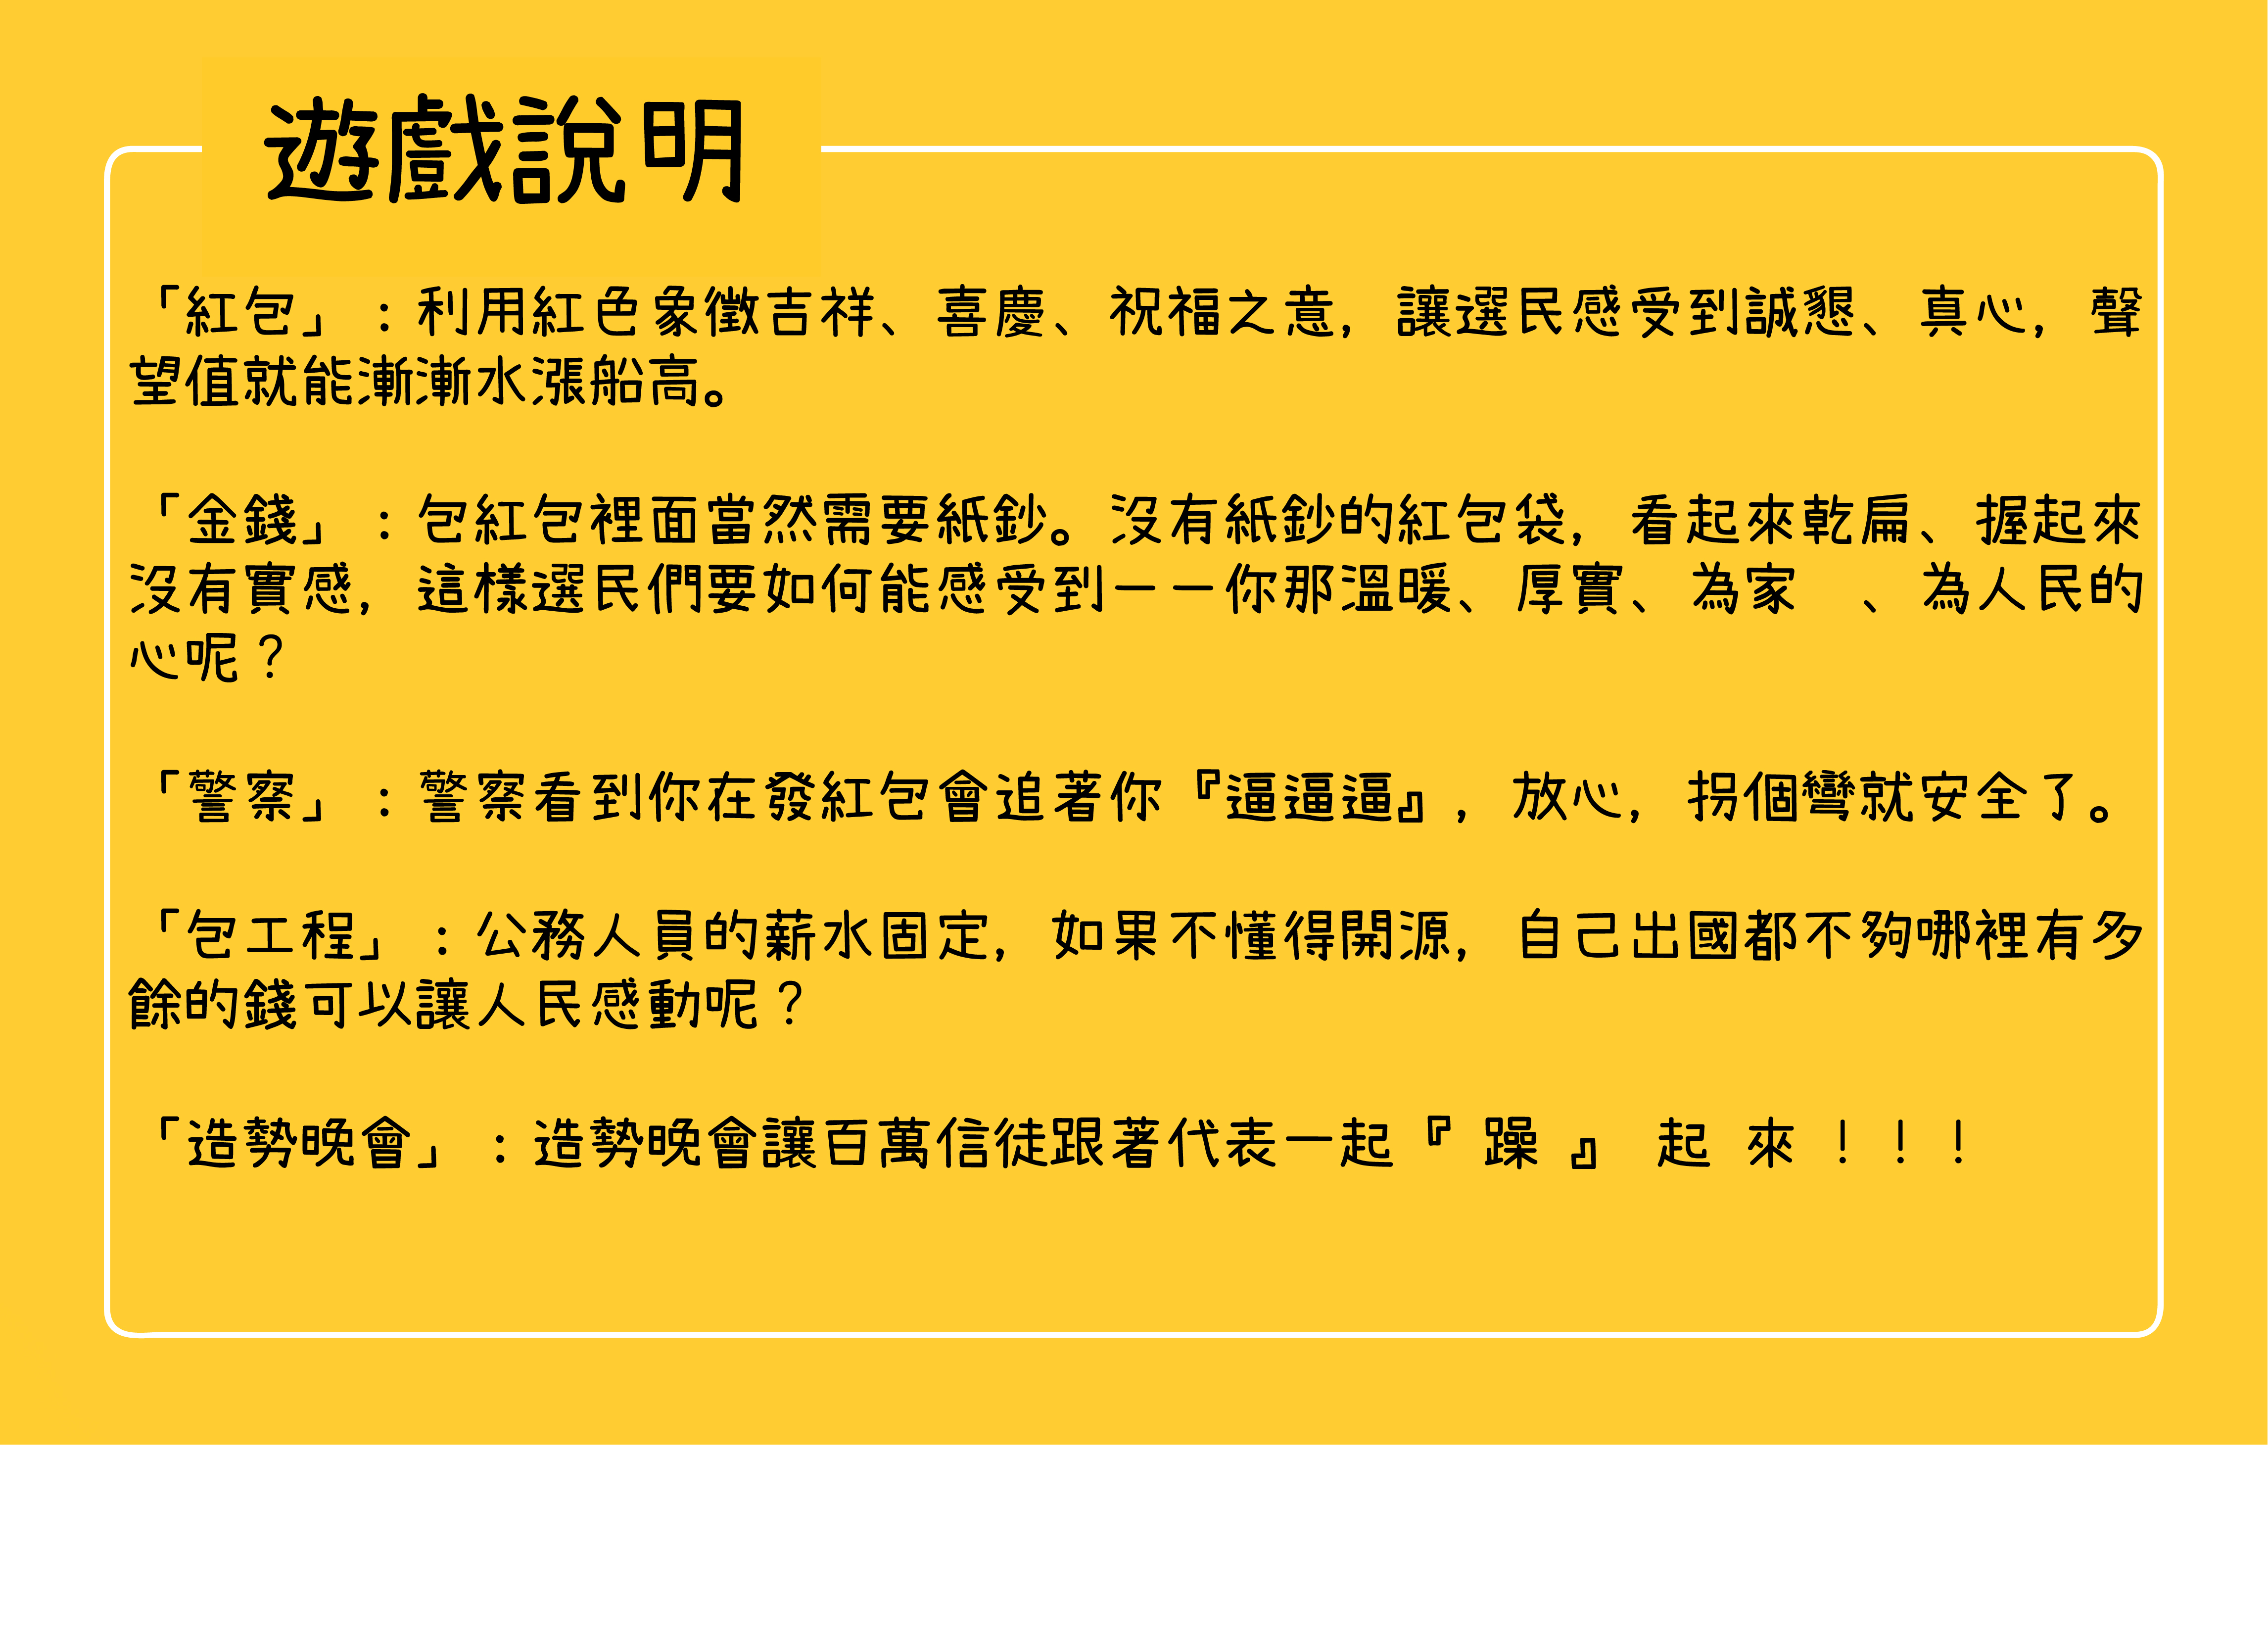 遊戲說明
「紅包」：利用紅色象徵吉祥、喜慶、祝福之意，讓選民感受到誠懇、真心，聲
望值就能漸漸水漲船高。
「金錢」：包紅包裡面當然需要紙鈔。沒有紙鈔的紅包袋，看起來乾扁、握起來
沒有實感，這樣選民們要如何能感受到——你那溫暖、厚實、為家　、為人民的
心呢？
「警察」：警察看到你在發紅包會追著你『逼逼逼』，放心，拐個彎就安全了。
「包工程」：公務人員的薪水固定，如果不懂得開源，自己出國都不夠哪裡有多
餘的錢可以讓人民感動呢？
「造勢晚會」：造勢晚會讓百萬信徒跟著代表一起『 躁 』 起 來 ！！！